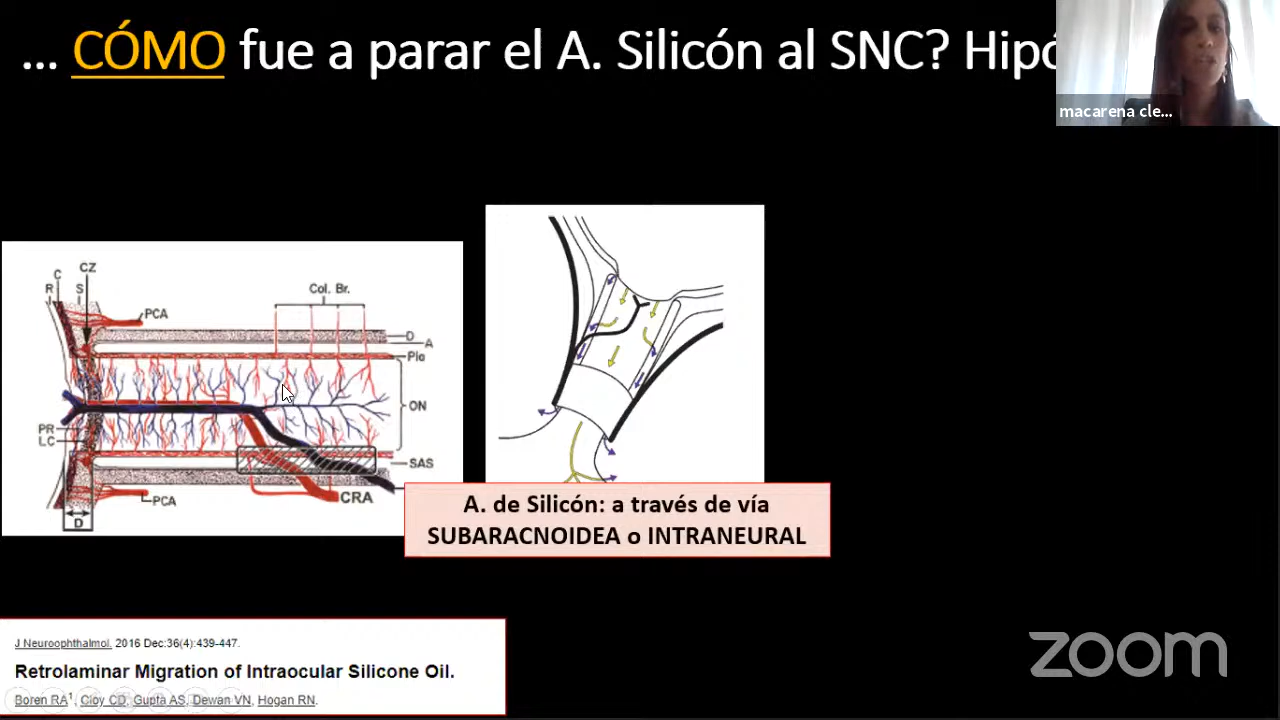 ... CÓMO fue a parar el A. Silicón al SNC? Hipó
macarena cle...
CZ
C
R
S
PCA
Col. Br.
D
A
Pia
ON
PR
LC
SAS
PCA
CRA
D
A. de Silicón: a través de vía
SUBARACNOIDEA o INTRANEURAL
J Neuroophthalmol. 2016 Dec;36(4):439-447.
Retrolaminar Migration of Intraocular Silicone Oil.
Boren RA1, Cloy CD, Gupta AS, Dewan VN, Hogan RN.
zoom